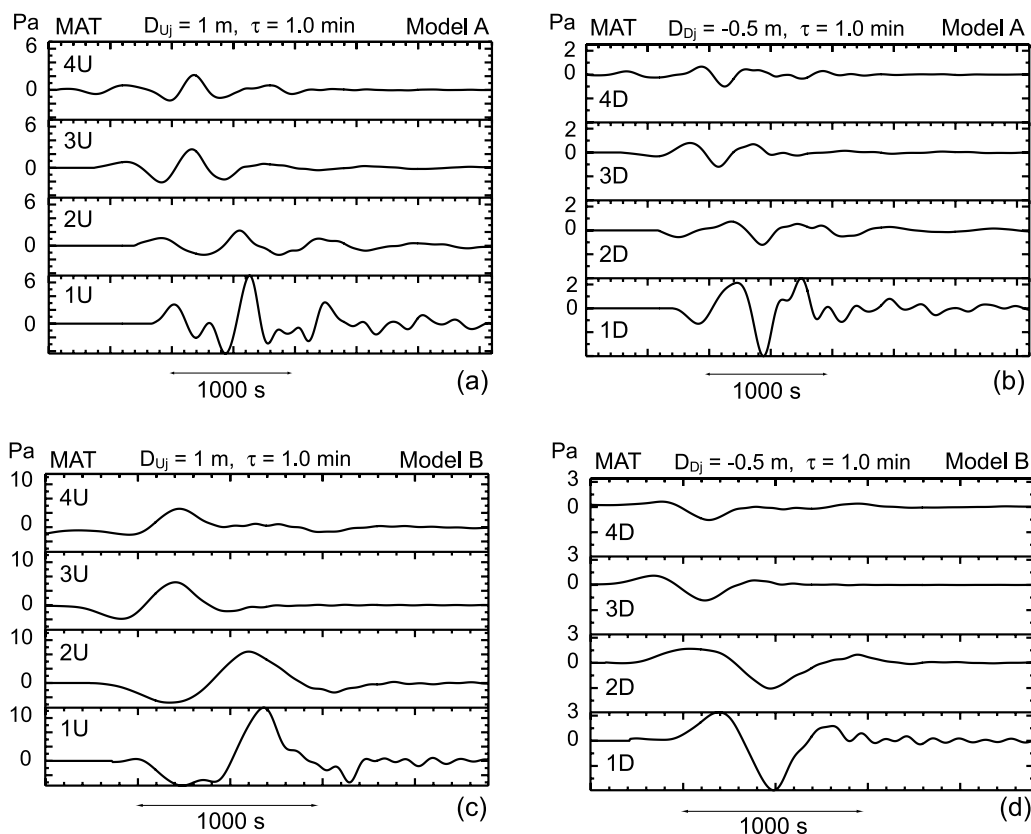 Pa
MAT D_Uj = 1 m, τ = 1.0 min Model A
6
4U
0
6
3U
0
6
2U
0
6
1U
0
1000 s
(a)
Pa
MAT D_Dj = -0.5 m, τ = 1.0 min Model A
2
0
4D
2
0
3D
2
0
2D
2
0
1D
1000 s
(b)
Pa
MAT D_Uj = 1 m, τ = 1.0 min Model B
10
4U
0
10
3U
0
10
2U
0
10
1U
0
1000 s
(c)
Pa
MAT D_Dj = -0.5 m, τ = 1.0 min Model B
3
0
4D
3
0
3D
3
0
2D
3
0
1D
1000 s
(d)